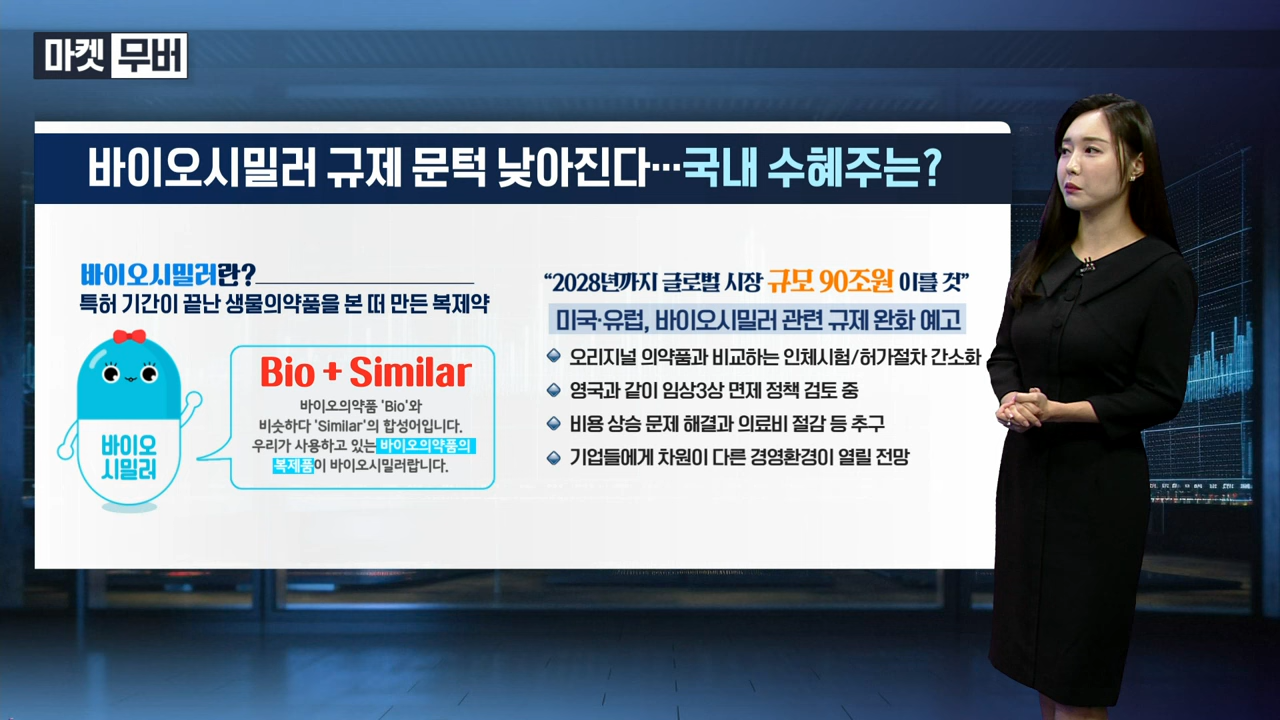 마켓무버
바이오시밀러 규제 문턱 낮아진다…국내 수혜주는?
바이오시밀러란?
특허 기간이 끝난 생물의약품을 본 떠 만든 복제약
바이오
시밀러
Bio + Similar
바이오의약품 'Bio'와
비슷하다 'Similar'의 합성어입니다.
우리가 사용하고 있는 바이오의약품의
복제품이 바이오시밀러랍니다.
“2028년까지 글로벌 시장 규모 90조원 이를 것”
미국·유럽, 바이오시밀러 관련 규제 완화 예고
오리지널 의약품과 비교하는 인체시험/허가절차 간소화
영국과 같이 임상3상 면제 정책 검토 중
비용 상승 문제 해결과 의료비 절감 등 추구
기업들에게 차원이 다른 경영환경이 열릴 전망